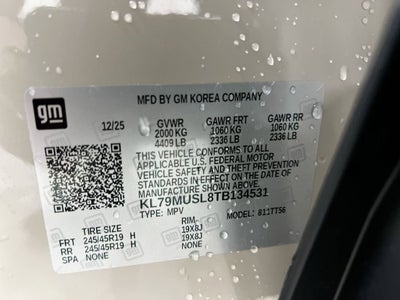 gm
MFD BY GM KOREA COMPANY
12/25 GVWR GAWR FRT GAWR RR
2000 KG 1060 KG 1060 KG
4409 LB 2336 LB 2336 LB
THIS VEHICLE CONFORMS TO ALL
APPLICABLE U.S. FEDERAL MOTOR
VEHICLE SAFETY AND THEFT PREVENTION
STANDARDS IN EFFECT ON THE DATE OF
MANUFACTURE SHOWN ABOVE.
KL79MUSL8TB134531
TYPE: MPV MODEL: 811TT56
TIRE SIZE RIM
FRT 245/45R19 H 19X8J
RR 245/45R19 H 19X8J
SPA NONE NONE